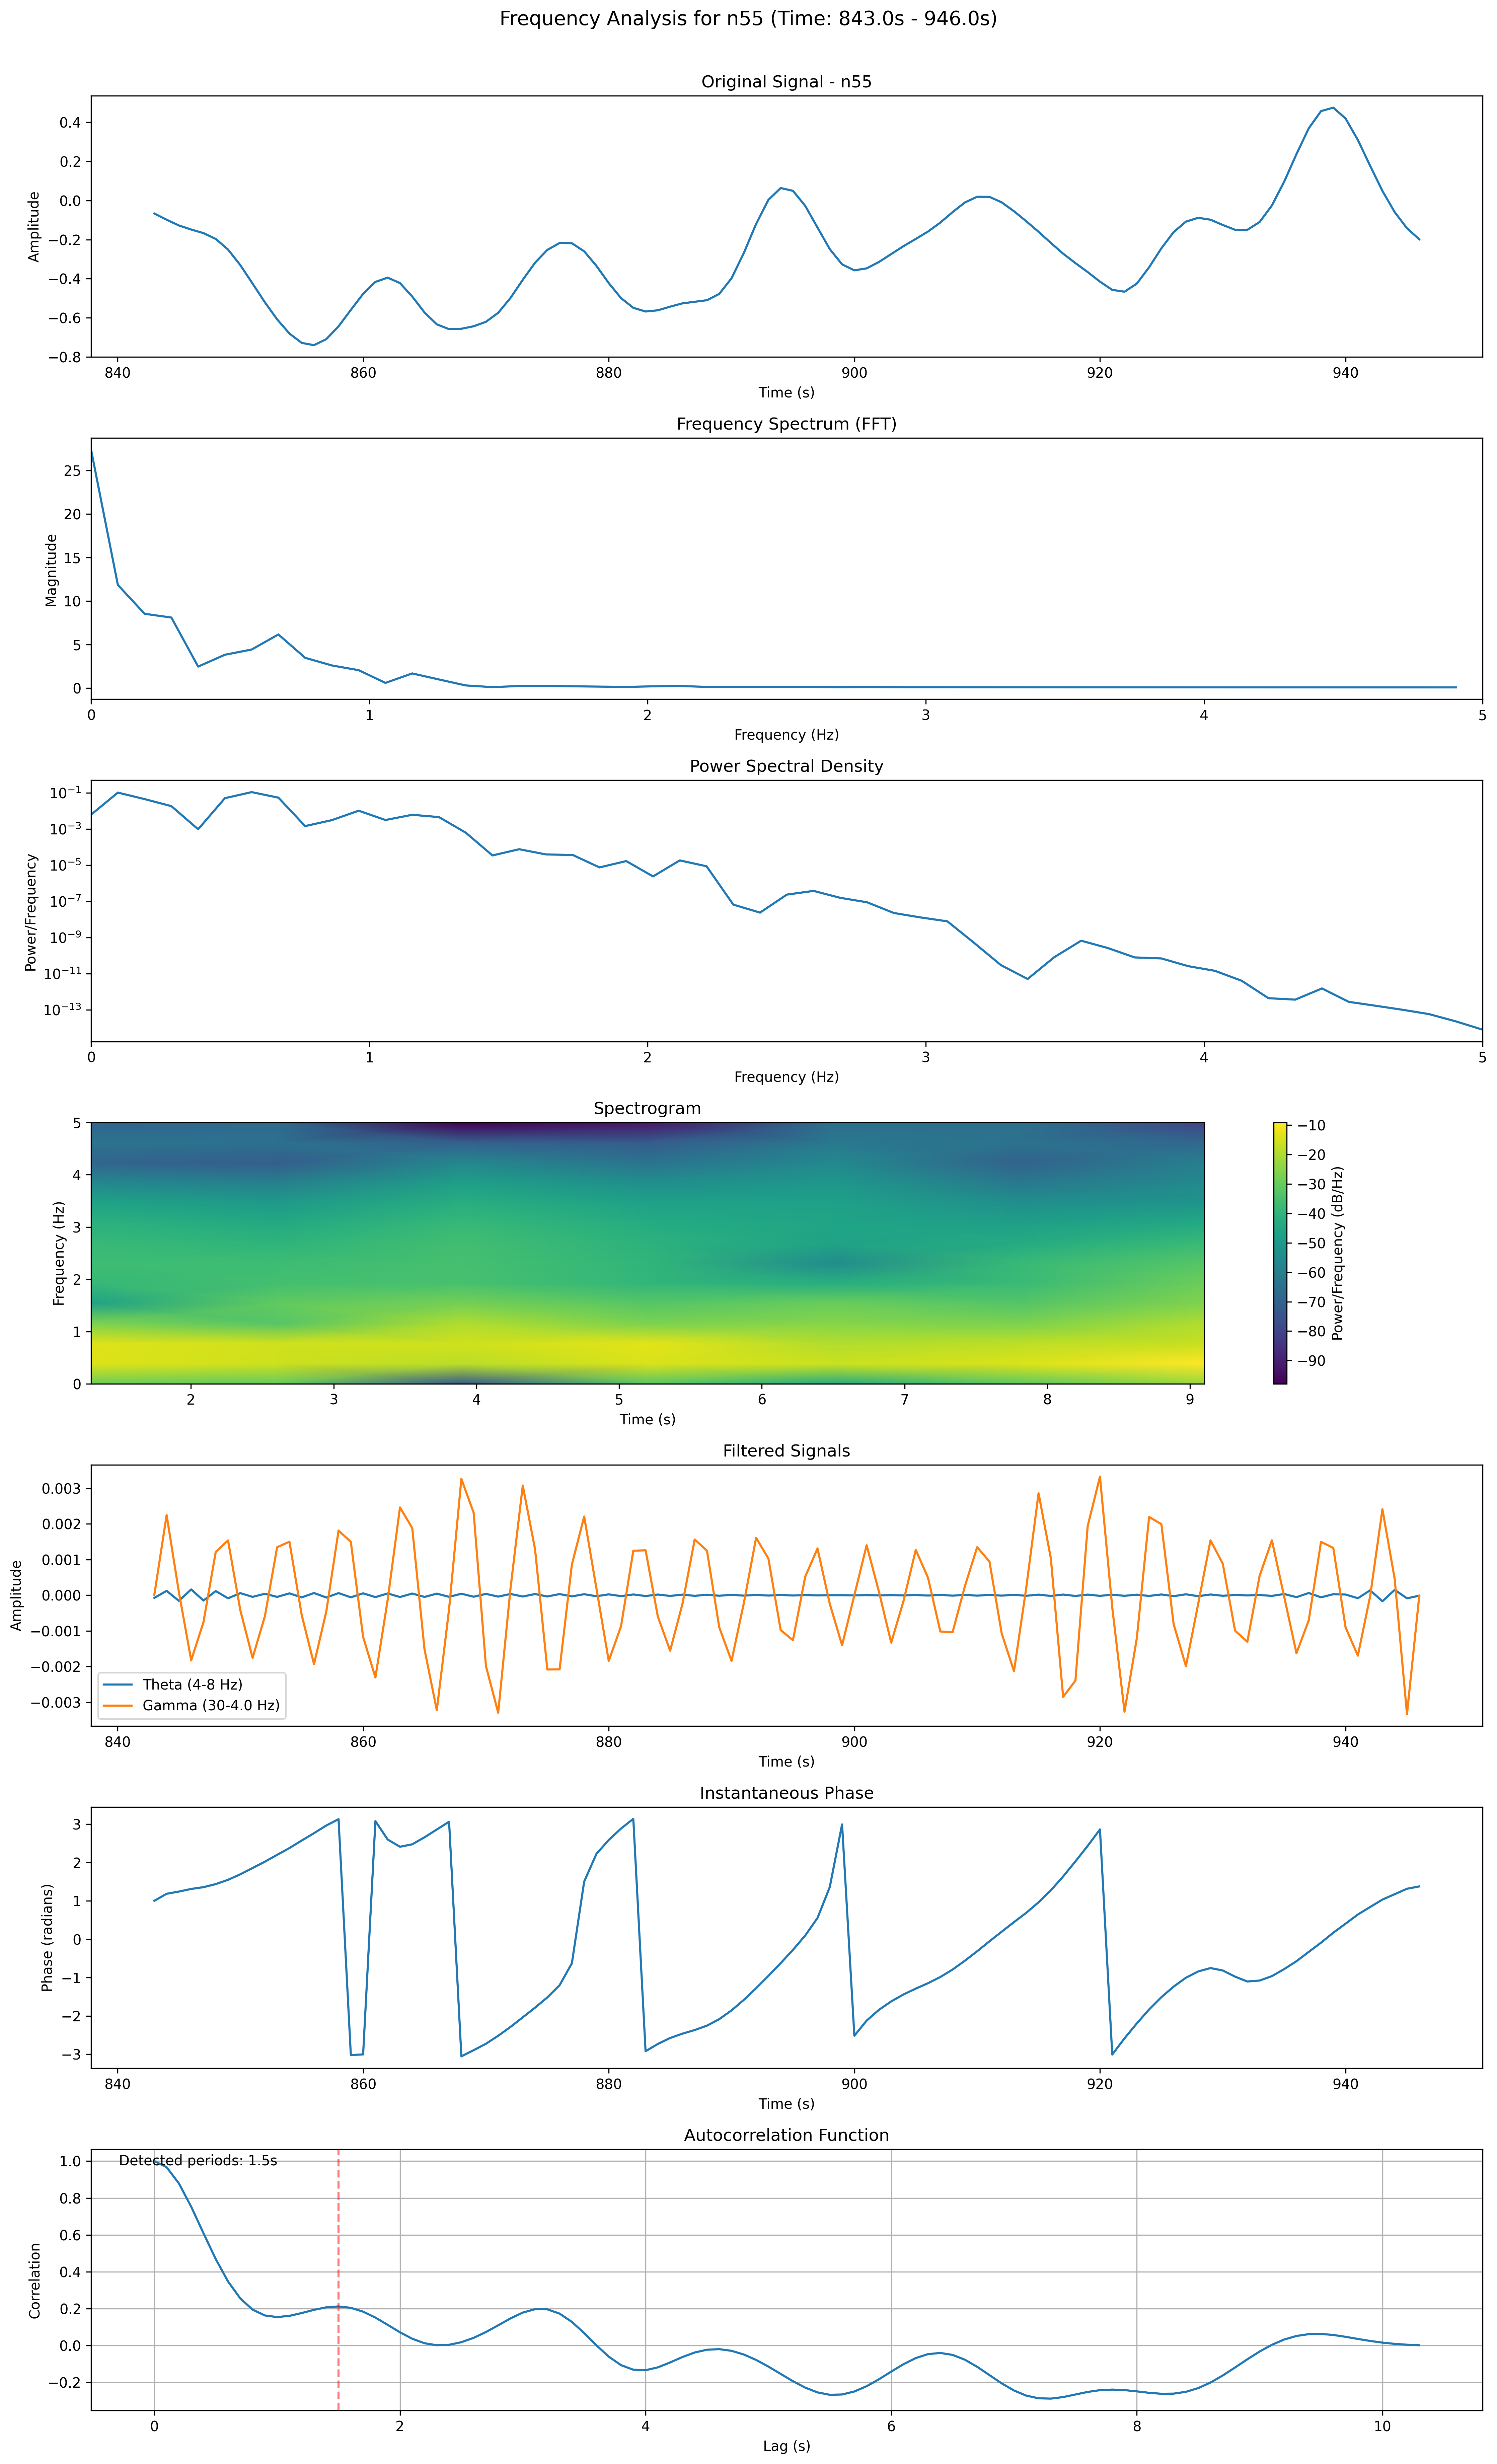 Frequency Analysis for n55 (Time: 843.0s - 946.0s)
Original Signal - n55
Amplitude
0.4
0.2
0.0
−0.2
−0.4
−0.6
−0.8
840 860 880 900 920 940
Time (s)
Frequency Spectrum (FFT)
Magnitude
25
20
15
10
5
0
0 1 2 3 4 5
Frequency (Hz)
Power Spectral Density
Power/Frequency
10⁻¹
10⁻³
10⁻⁵
10⁻⁷
10⁻⁹
10⁻¹¹
10⁻¹³
0 1 2 3 4 5
Frequency (Hz)
Spectrogram
Frequency (Hz)
5
4
3
2
1
0
2 3 4 5 6 7 8 9
Time (s)
−10
−20
−30
−40
−50
−60
−70
−80
−90
Power/Frequency (dB/Hz)
Filtered Signals
Amplitude
0.003
0.002
0.001
0.000
−0.001
−0.002
−0.003
Theta (4-8 Hz)
Gamma (30-4.0 Hz)
840 860 880 900 920 940
Time (s)
Instantaneous Phase
Phase (radians)
3
2
1
0
−1
−2
−3
840 860 880 900 920 940
Time (s)
Autocorrelation Function
Detected periods: 1.5s
Correlation
1.0
0.8
0.6
0.4
0.2
0.0
−0.2
0 2 4 6 8 10
Lag (s)